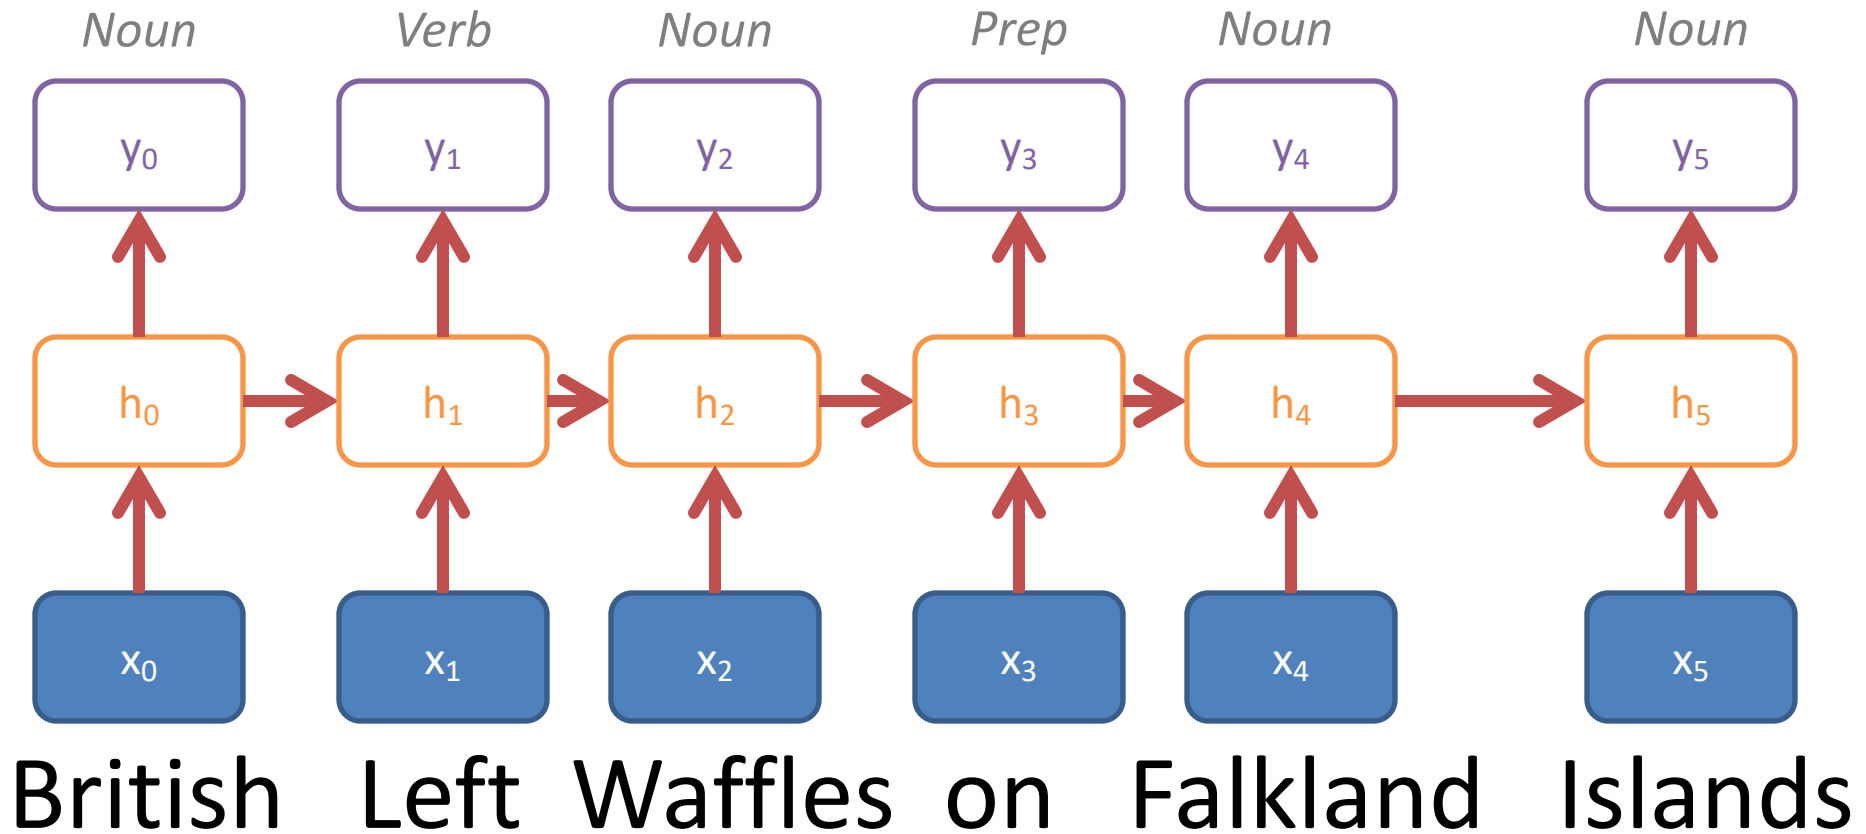 Noun Verb Noun Prep Noun Noun
y0 y1 y2 y3 y4 y5
h0 h1 h2 h3 h4 h5
x0 x1 x2 x3 x4 x5
British Left Waffles on Falkland Islands